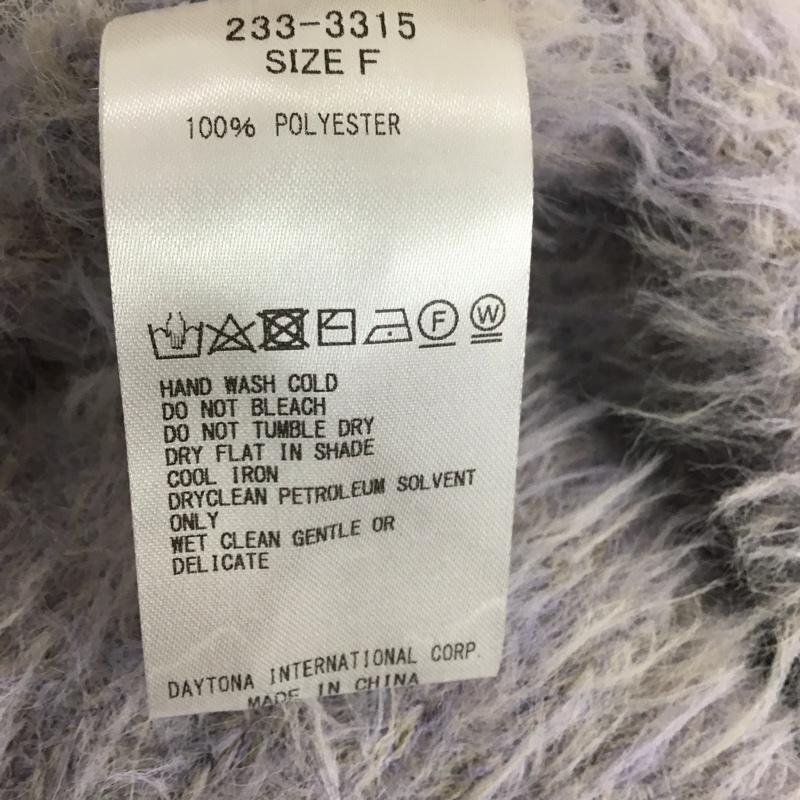 233-3315
SIZE F
100% POLYESTER
F W
HAND WASH COLD
DO NOT BLEACH
DO NOT TUMBLE DRY
DRY FLAT IN SHADE
COOL IRON
DRYCLEAN PETROLEUM SOLVENT
ONLY
WET CLEAN GENTLE OR
DELICATE
DAYTONA INTERNATIONAL CORP.
MADE IN CHINA